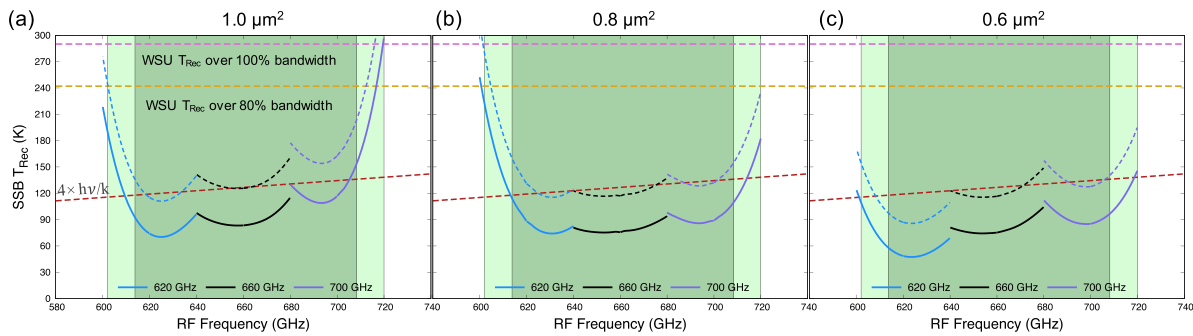 (a) 1.0 μm²
(b) 0.8 μm²
(c) 0.6 μm²
SSB TRec (K)
300
270
240
210
180
150
120
90
60
30
0
WSU TRec over 100% bandwidth
WSU TRec over 80% bandwidth
4×hν/k
620 GHz 660 GHz 700 GHz
620 GHz 660 GHz 700 GHz
620 GHz 660 GHz 700 GHz
580 600 620 640 660 680 700 720 740
600 620 640 660 680 700 720 740
600 620 640 660 680 700 720 740
RF Frequency (GHz)
RF Frequency (GHz)
RF Frequency (GHz)